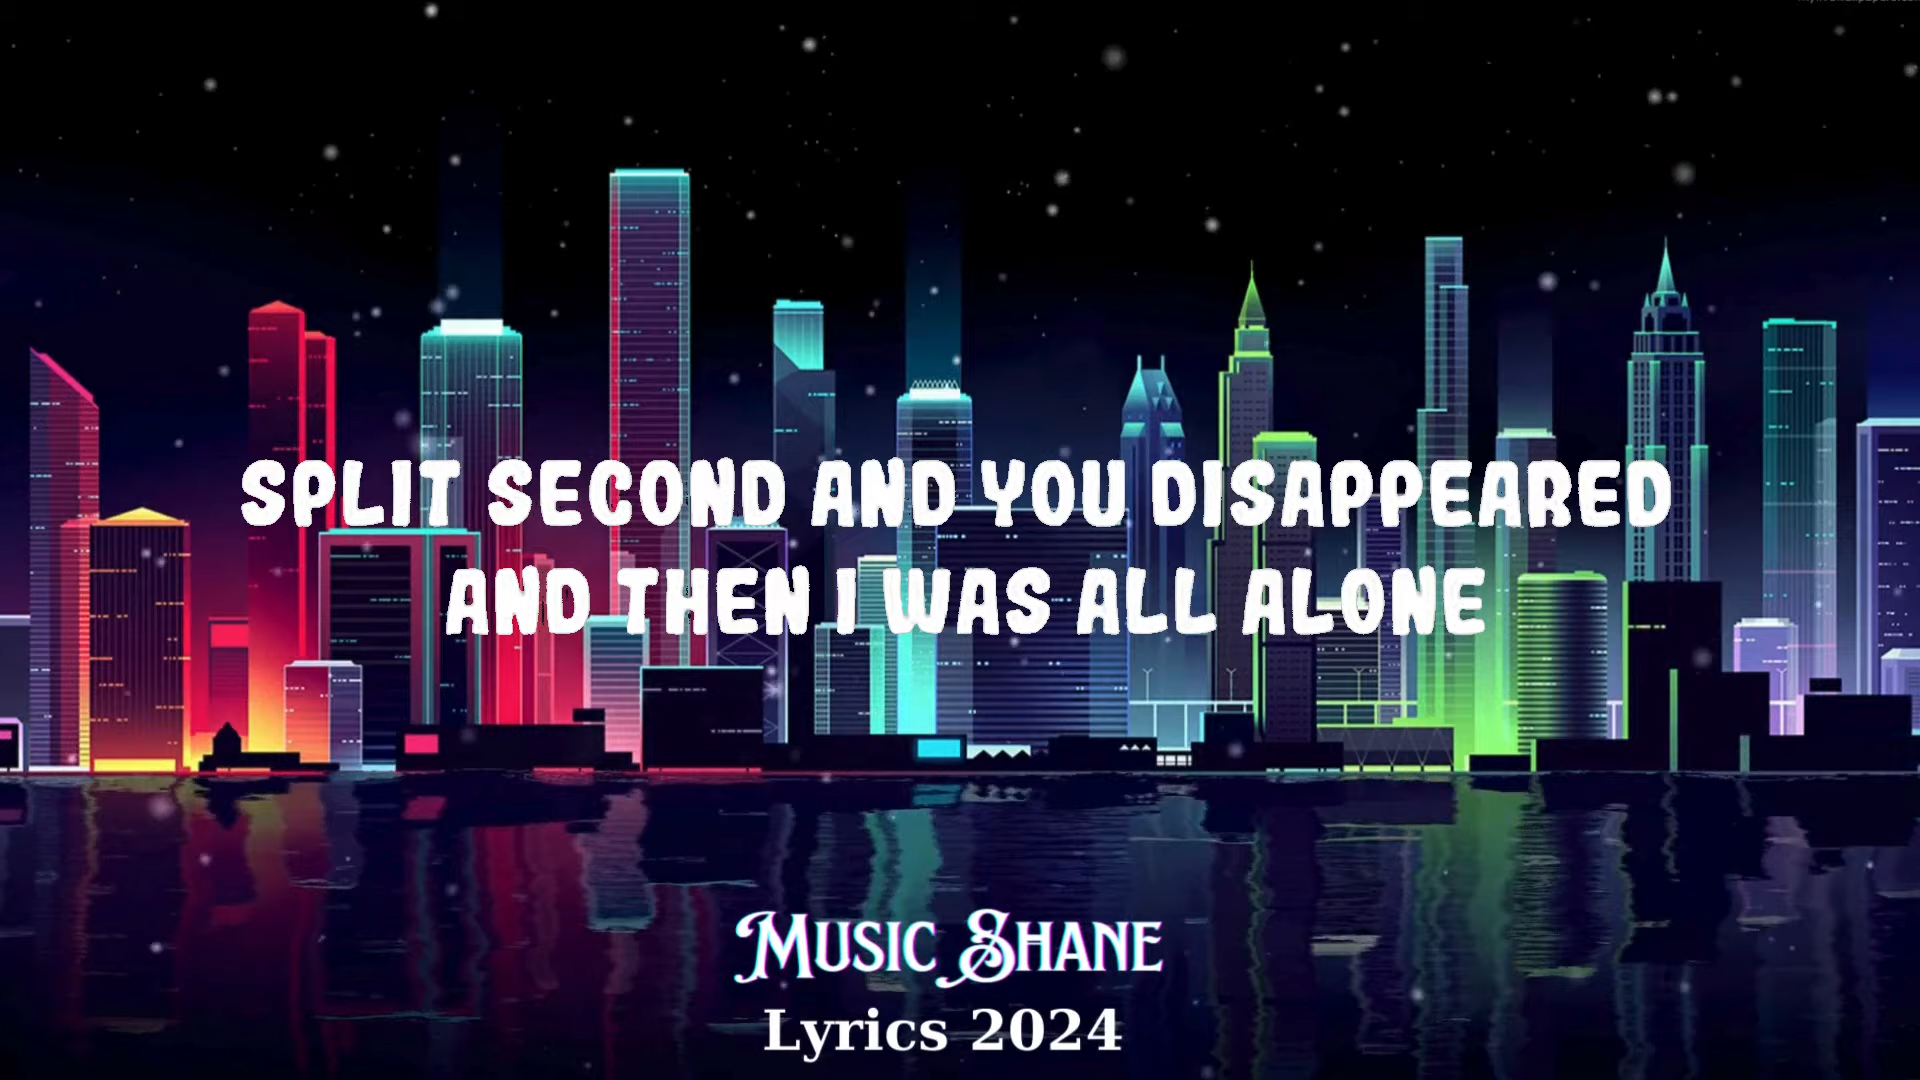 SPLIT SECOND AND YOU DISAPPEARED
AND THEN I WAS ALL ALONE
MUSIC SHANE
Lyrics 2024